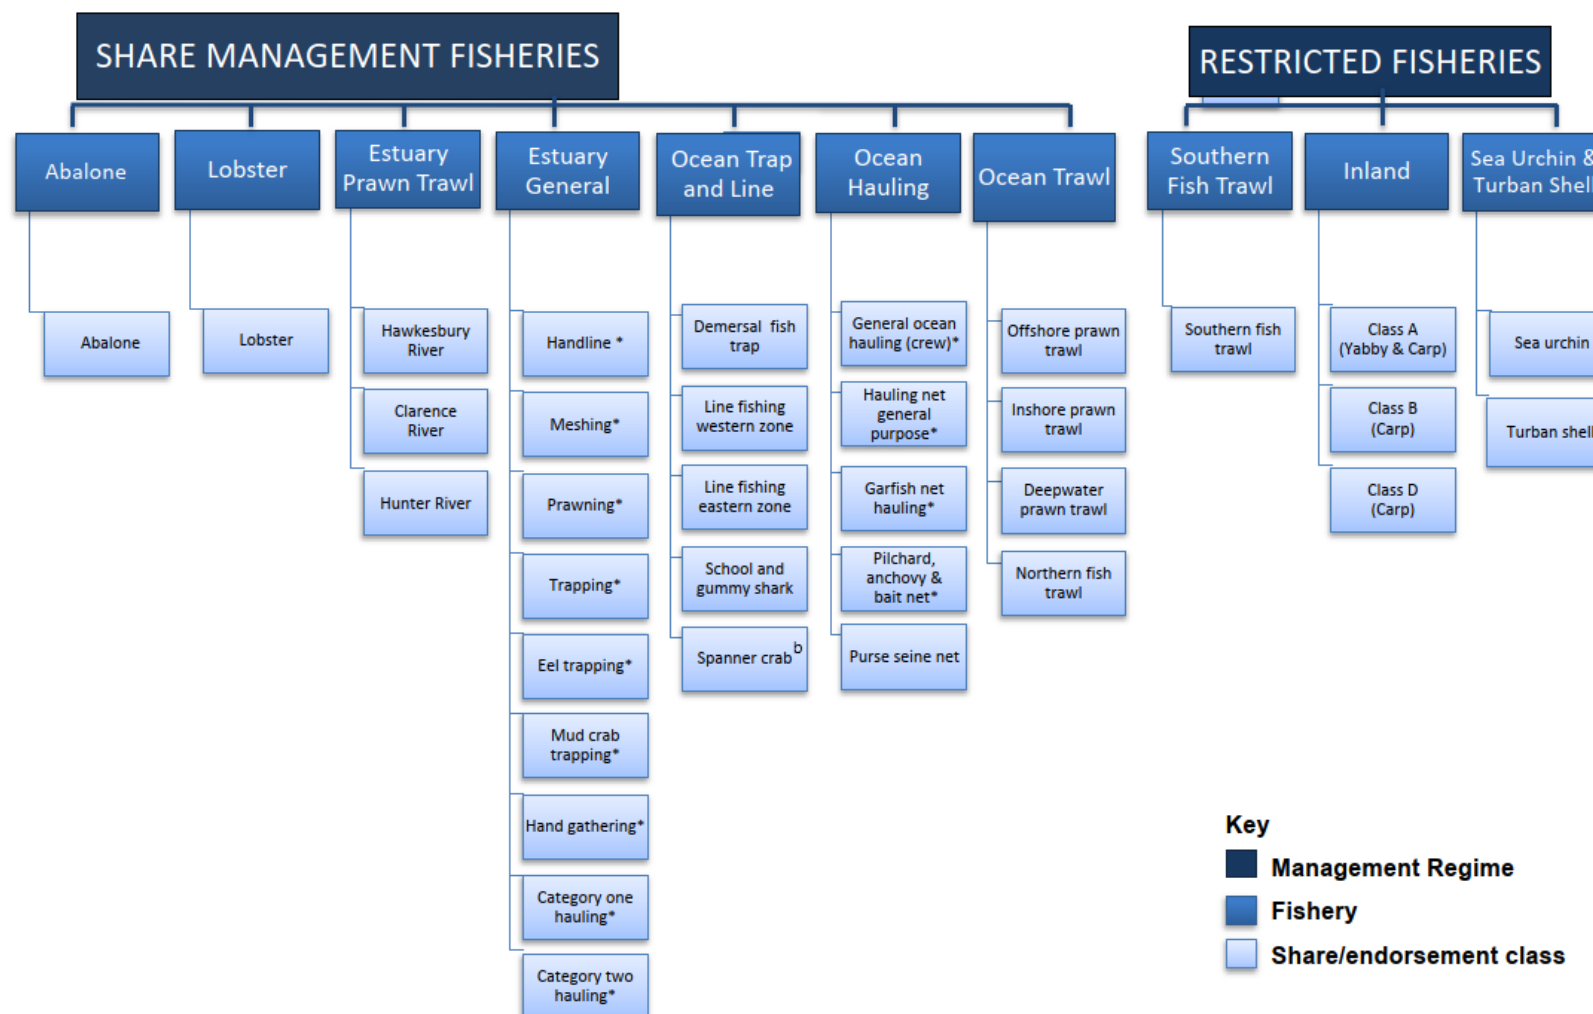 SHARE MANAGEMENT FISHERIES
RESTRICTED FISHERIES
Abalone
Lobster
Estuary
Prawn Trawl
Estuary
General
Ocean Trap
and Line
Ocean
Hauling
Ocean Trawl
Southern
Fish Trawl
Inland
Sea Urchin &
Turban Shell
Abalone
Lobster
Hawkesbury
River
Clarence
River
Hunter River
Handline *
Meshing*
Prawning*
Trapping*
Eel trapping*
Mud crab
trapping*
Hand gathering*
Category one
hauling*
Category two
hauling*
Demersal fish
trap
Line fishing
western zone
Line fishing
eastern zone
School and
gummy shark
Spanner crab b
General ocean
hauling (crew)*
Hauling net
general
purpose*
Garfish net
hauling*
Pilchard,
anchovy &
bait net*
Purse seine net
Offshore prawn
trawl
Inshore prawn
trawl
Deepwater
prawn trawl
Northern fish
trawl
Southern fish
trawl
Class A
(Yabby & Carp)
Class B
(Carp)
Class D
(Carp)
Sea urchin
Turban shell
Key
Management Regime
Fishery
Share/endorsement class